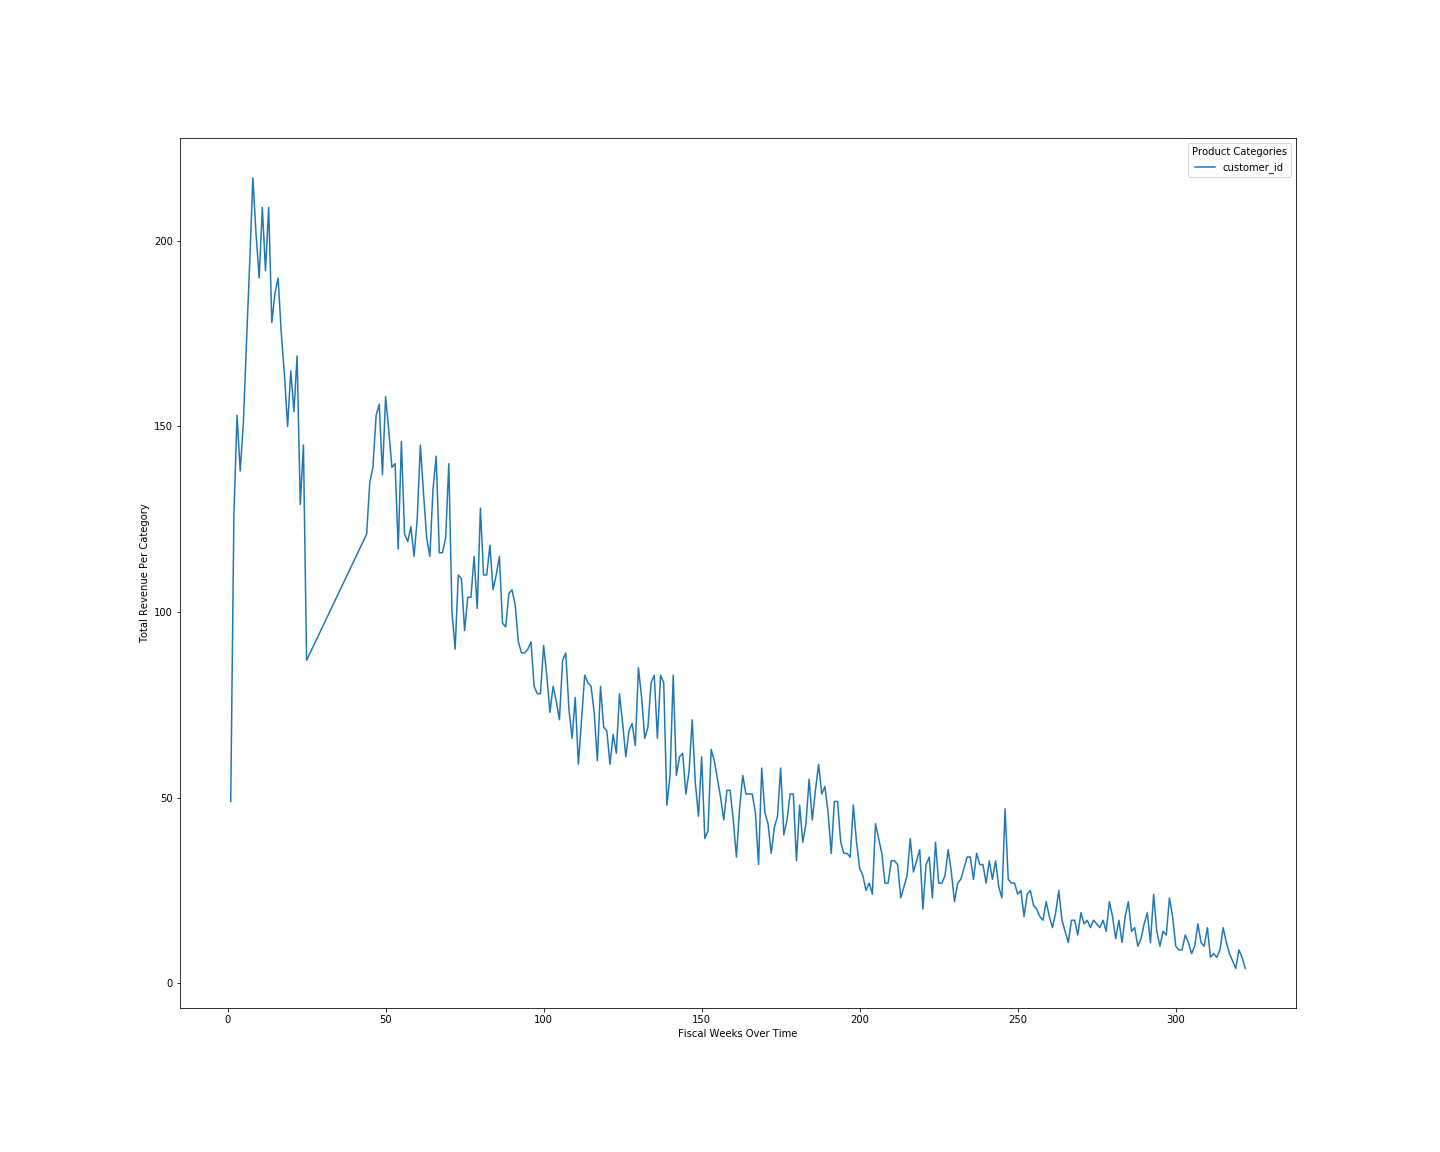 Product Categories
customer_id
Total Revenue Per Category
200
150
100
50
0
0 50 100 150 200 250 300
Fiscal Weeks Over Time